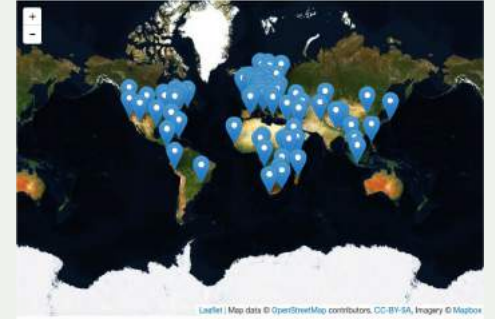 +
−
Leaflet | Map data © OpenStreetMap contributors, CC-BY-SA, Imagery © Mapbox